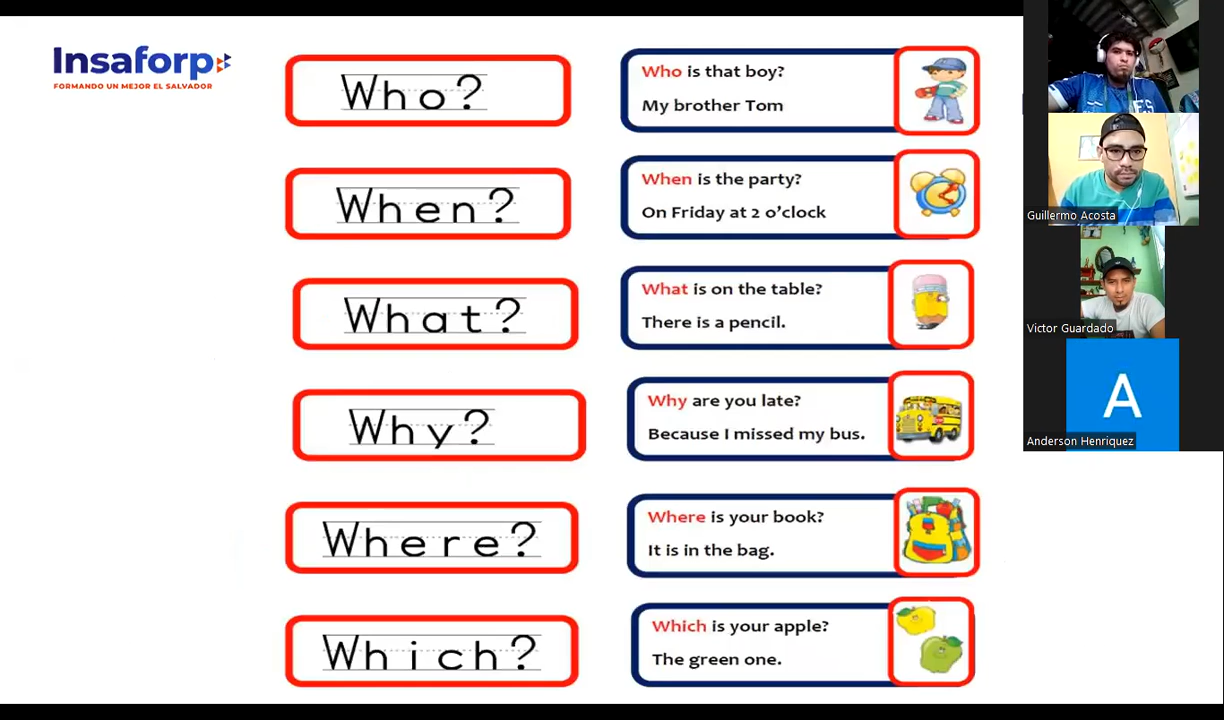 Insaforp
FORMANDO UN MEJOR EL SALVADOR
Who?
Who is that boy?
My brother Tom
When?
When is the party?
On Friday at 2 o’clock
What?
What is on the table?
There is a pencil.
Why?
Why are you late?
Because I missed my bus.
Where?
Where is your book?
It is in the bag.
Which?
Which is your apple?
The green one.
Guillermo Acosta
Victor Guardado
A
Anderson Henriquez